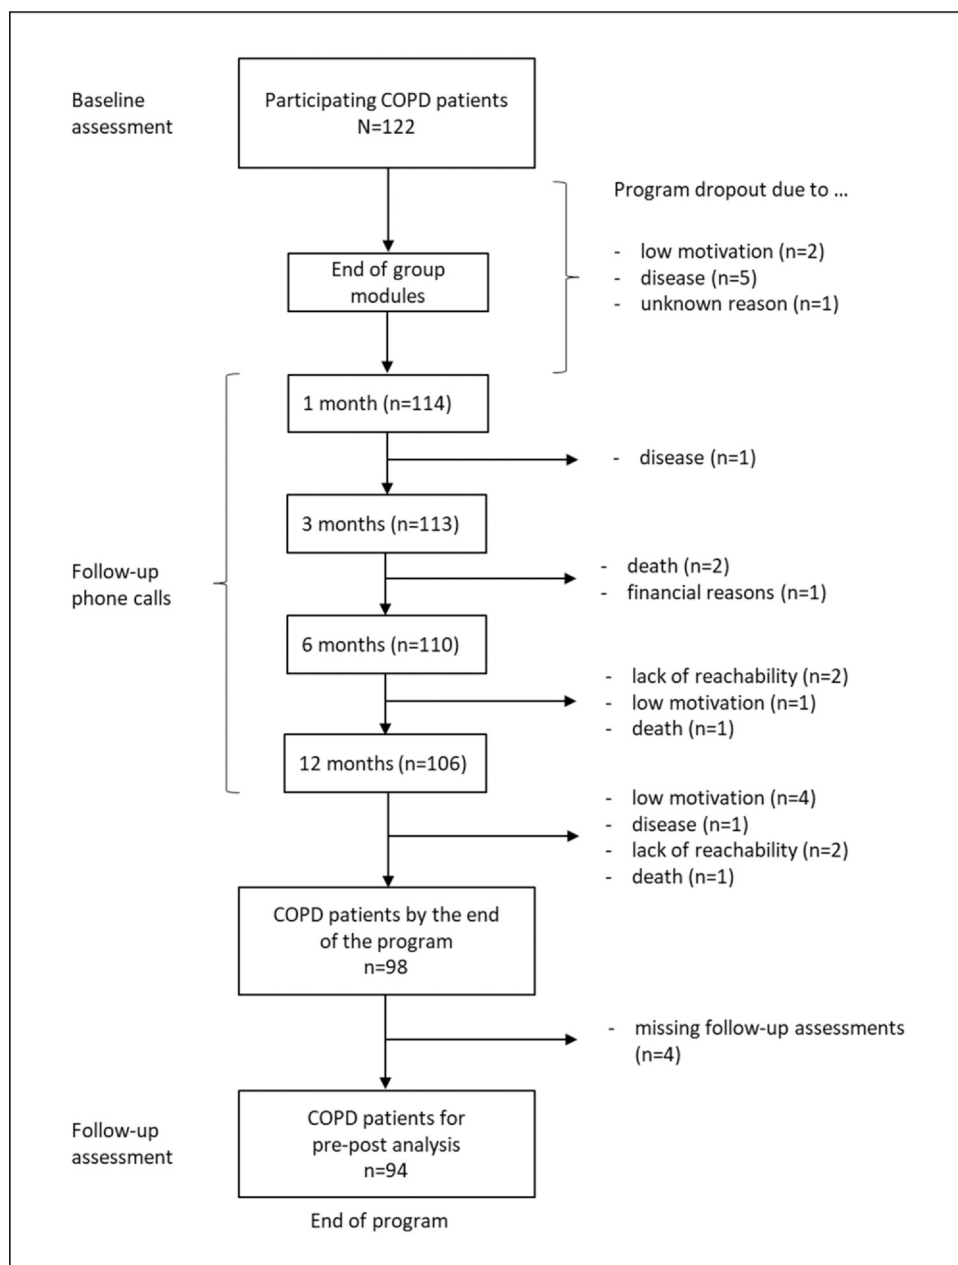 Baseline
assessment
Participating COPD patients
N=122
Program dropout due to ...
- low motivation (n=2)
- disease (n=5)
- unknown reason (n=1)
End of group
modules
1 month (n=114)
- disease (n=1)
3 months (n=113)
- death (n=2)
- financial reasons (n=1)
Follow-up
phone calls
6 months (n=110)
- lack of reachability (n=2)
- low motivation (n=1)
- death (n=1)
12 months (n=106)
- low motivation (n=4)
- disease (n=1)
- lack of reachability (n=2)
- death (n=1)
COPD patients by the end
of the program
n=98
- missing follow-up assessments
(n=4)
Follow-up
assessment
COPD patients for
pre-post analysis
n=94
End of program